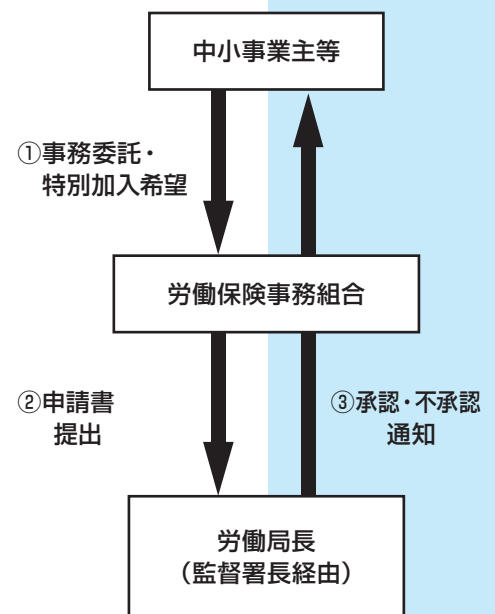 中小事業主等
①事務委託・
特別加入希望
労働保険事務組合
②申請書
提出
③承認・不承認
通知
労働局長
（監督署長経由）